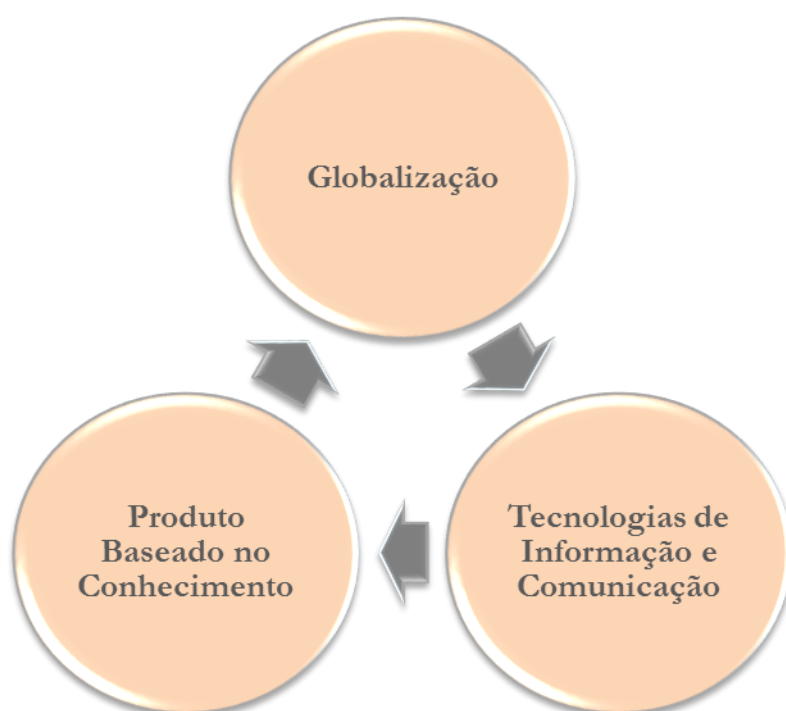 Globalização
Produto
Baseado no
Conhecimento
Tecnologias de
Informação e
Comunicação